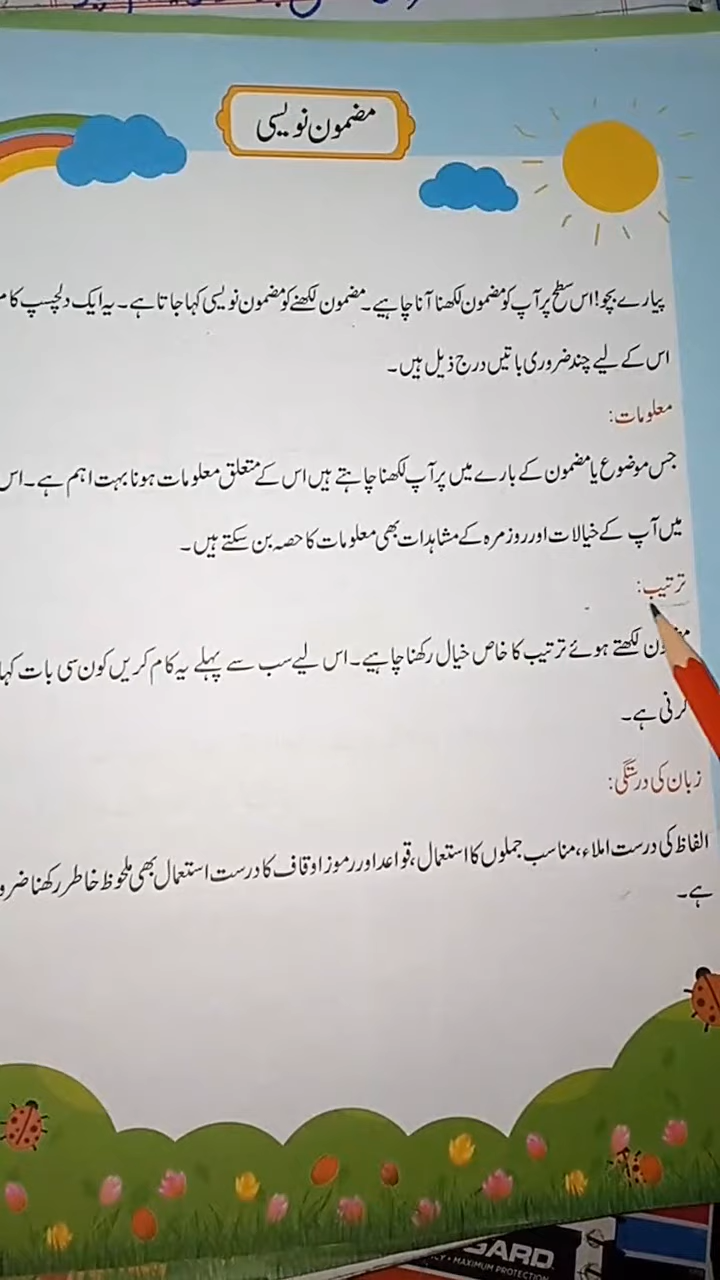 مضمون نویسی
پیارے بچو! اس سطح پر آپ کو مضمون لکھنا آنا چاہیے۔ مضمون لکھنے کو مضمون نویسی کہا جاتا ہے۔ یہ ایک دلچسپ کام
اس کے لیے چند ضروری باتیں درج ذیل ہیں۔
معلومات:
جس موضوع یا مضمون کے بارے میں پر آپ لکھنا چاہتے ہیں اس کے متعلق معلومات ہونا بہت اہم ہے۔ اس
میں آپ کے خیالات اور روزمرہ کے مشاہدات بھی معلومات کا حصہ بن سکتے ہیں۔
ترتیب:
مضمون لکھتے ہوئے ترتیب کا خاص خیال رکھنا چاہیے۔ اس لیے سب سے پہلے یہ کام کریں کون سی بات کہا
کرنی ہے۔
زبان کی درستگی:
الفاظ کی درست املاء، مناسب جملوں کا استعمال، قواعد اور رموز اوقاف کا درست استعمال بھی ملحوظ خاطر رکھنا ضرو
ہے۔
GARD
MAXIMUM PROTECTION